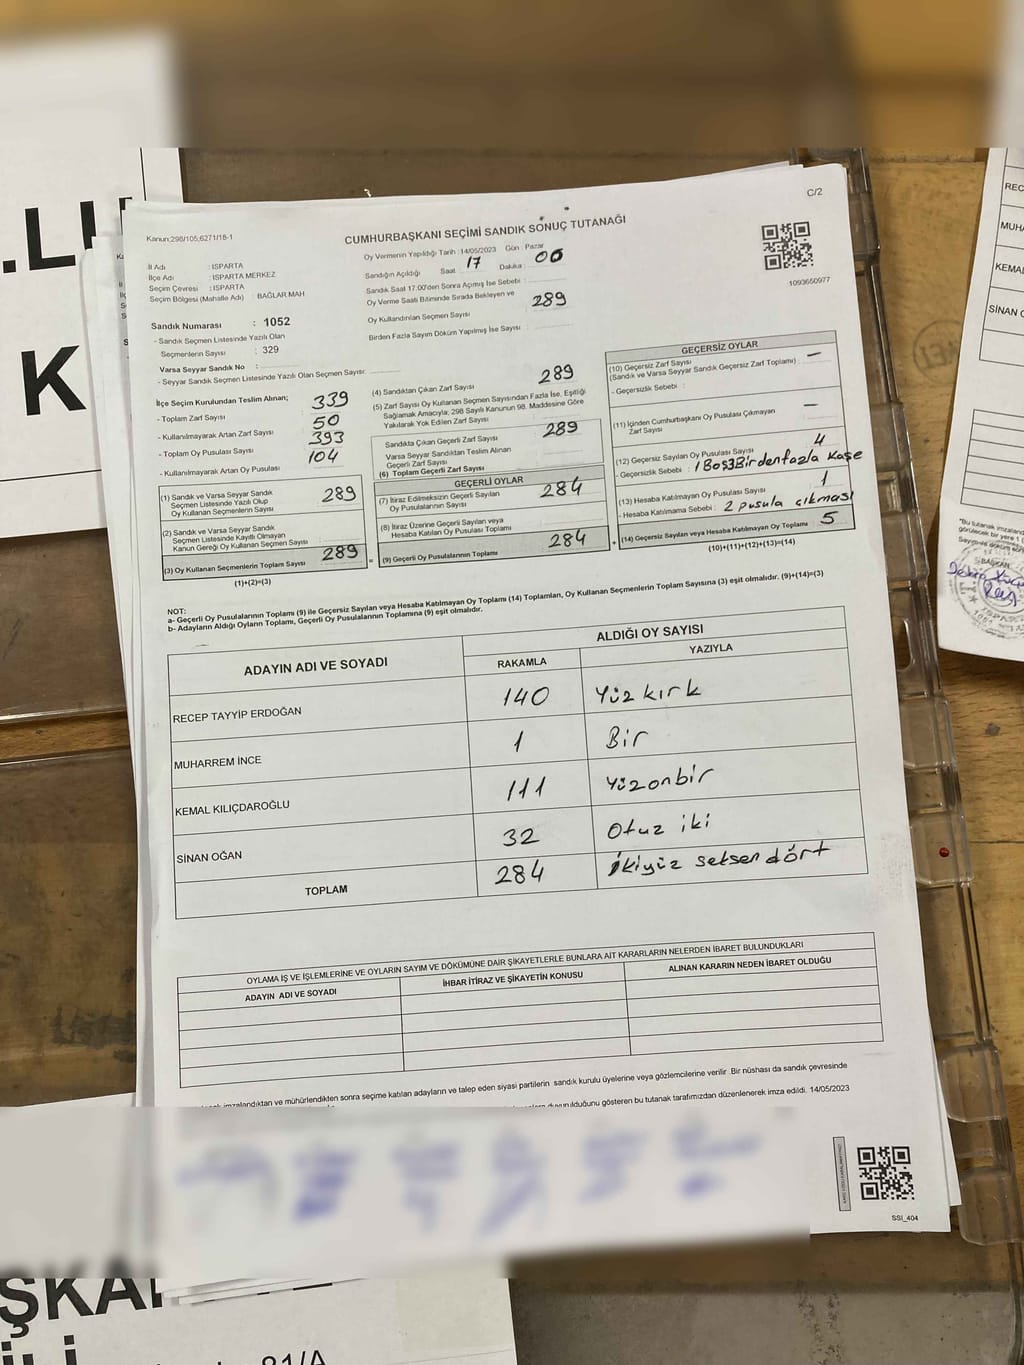 C/2
Kanun;298/105;6271/18-1
CUMHURBAŞKANI SEÇİMİ SANDIK SONUÇ TUTANAĞI
İl Adı : ISPARTA
İlçe Adı : ISPARTA MERKEZ
Seçim Çevresi : ISPARTA
Seçim Bölgesi (Mahalle Adı) : BAĞLAR MAH
Oy Vermenin Yapıldığı Tarih :14/05/2023 Gün : Pazar
Sandığın Açıldığı Saat : 17 Dakika : 00
Sandık Saat 17:00'den Sonra Açılmış İse Sebebi :
Oy Verme Saati Bitiminde Sırada Bekleyen ve
Oy Kullandırılan Seçmen Sayısı : 289
Birden Fazla Sayım Döküm Yapılmış İse Sayısı :
1093650977
Sandık Numarası : 1052
- Sandık Seçmen Listesinde Yazılı Olan
Seçmenlerin Sayısı : 329
Varsa Seyyar Sandık No :
- Seyyar Sandık Seçmen Listesinde Yazılı Olan Seçmen Sayısı:
İlçe Seçim Kurulundan Teslim Alınan;
- Toplam Zarf Sayısı 339
- Kullanılmayarak Artan Zarf Sayısı 50
- Toplam Oy Pusulası Sayısı 393
- Kullanılmayarak Artan Oy Pusulası 104
(1) Sandık ve Varsa Seyyar Sandık
Seçmen Listesinde Yazılı Olup
Oy Kullanan Seçmenlerin Sayısı 289
(2) Sandık ve Varsa Seyyar Sandık
Seçmen Listesinde Kayıtlı Olmayan
Kanun Gereği Oy Kullanan Seçmen Sayısı
(3) Oy Kullanan Seçmenlerin Toplam Sayısı 289
(1)+(2)=(3)
(4) Sandıktan Çıkan Zarf Sayısı 289
(5) Zarf Sayısı Oy Kullanan Seçmen Sayısından Fazla İse, Eşitliği
Sağlamak Amacıyla; 298 Sayılı Kanunun 98. Maddesine Göre
Yakılarak Yok Edilen Zarf Sayısı
Sandıkta Çıkan Geçerli Zarf Sayısı 289
Varsa Seyyar Sandıktan Teslim Alınan
Geçerli Zarf Sayısı
(6) Toplam Geçerli Zarf Sayısı
GEÇERLİ OYLAR
(7) İtiraz Edilmeksizin Geçerli Sayılan
Oy Pusulalarının Sayısı 284
(8) İtiraz Üzerine Geçerli Sayılan veya
Hesaba Katılan Oy Pusulası Toplamı
(9) Geçerli Oy Pusulalarının Toplamı 284
GEÇERSİZ OYLAR
(10) Geçersiz Zarf Sayısı
(Sandık ve Varsa Seyyar Sandık Geçersiz Zarf Toplamı) : —
- Geçersizlik Sebebi :
(11) İçinden Cumhurbaşkanı Oy Pusulası Çıkmayan
Zarf Sayısı —
(12) Geçersiz Sayılan Oy Pusulası Sayısı 4
- Geçersizlik Sebebi : 1 Boş 3 Birden fazla Kaşe
(13) Hesaba Katılmayan Oy Pusulası Sayısı 1
- Hesaba Katılmama Sebebi : 2 pusula çıkması
(14) Geçersiz Sayılan veya Hesaba Katılmayan Oy Toplamı 5
(10)+(11)+(12)+(13)=(14)
NOT:
a- Geçerli Oy Pusulalarının Toplamı (9) ile Geçersiz Sayılan veya Hesaba Katılmayan Oy Toplamı (14) Toplamları, Oy Kullanan Seçmenlerin Toplam Sayısına (3) eşit olmalıdır. (9)+(14)=(3)
b- Adayların Aldığı Oyların Toplamı, Geçerli Oy Pusulalarının Toplamına (9) eşit olmalıdır.
ADAYIN ADI VE SOYADI
ALDIĞI OY SAYISI
RAKAMLA YAZIYLA
RECEP TAYYİP ERDOĞAN 140 Yüz kırk
MUHARREM İNCE 1 Bir
KEMAL KILIÇDAROĞLU 111 Yüzonbir
SİNAN OĞAN 32 Otuz iki
TOPLAM 284 İkiyüz seksen dört
OYLAMA İŞ VE İŞLEMLERİNE VE OYLARIN SAYIM VE DÖKÜMÜNE DAİR ŞİKAYETLERLE BUNLARA AİT KARARLARIN NELERDEN İBARET BULUNDUKLARI
ADAYIN ADI VE SOYADI İHBAR İTİRAZ VE ŞİKAYETİN KONUSU ALINAN KARARIN NEDEN İBARET OLDUĞU
imzalandıktan ve mühürlendikten sonra seçime katılan adayların ve talep eden siyasi partilerin sandık kurulu üyelerine veya gözlemcilerine verilir .Bir nüshası da sandık çevresinde
duyurulduğunu gösteren bu tutanak tarafımızdan düzenlenerek imza edildi. 14/05/2023
SSI_404
.Lİ
K
REC
MUHA
KEMAL
SİNAN O
BAŞKAN
ŞKA
81/A